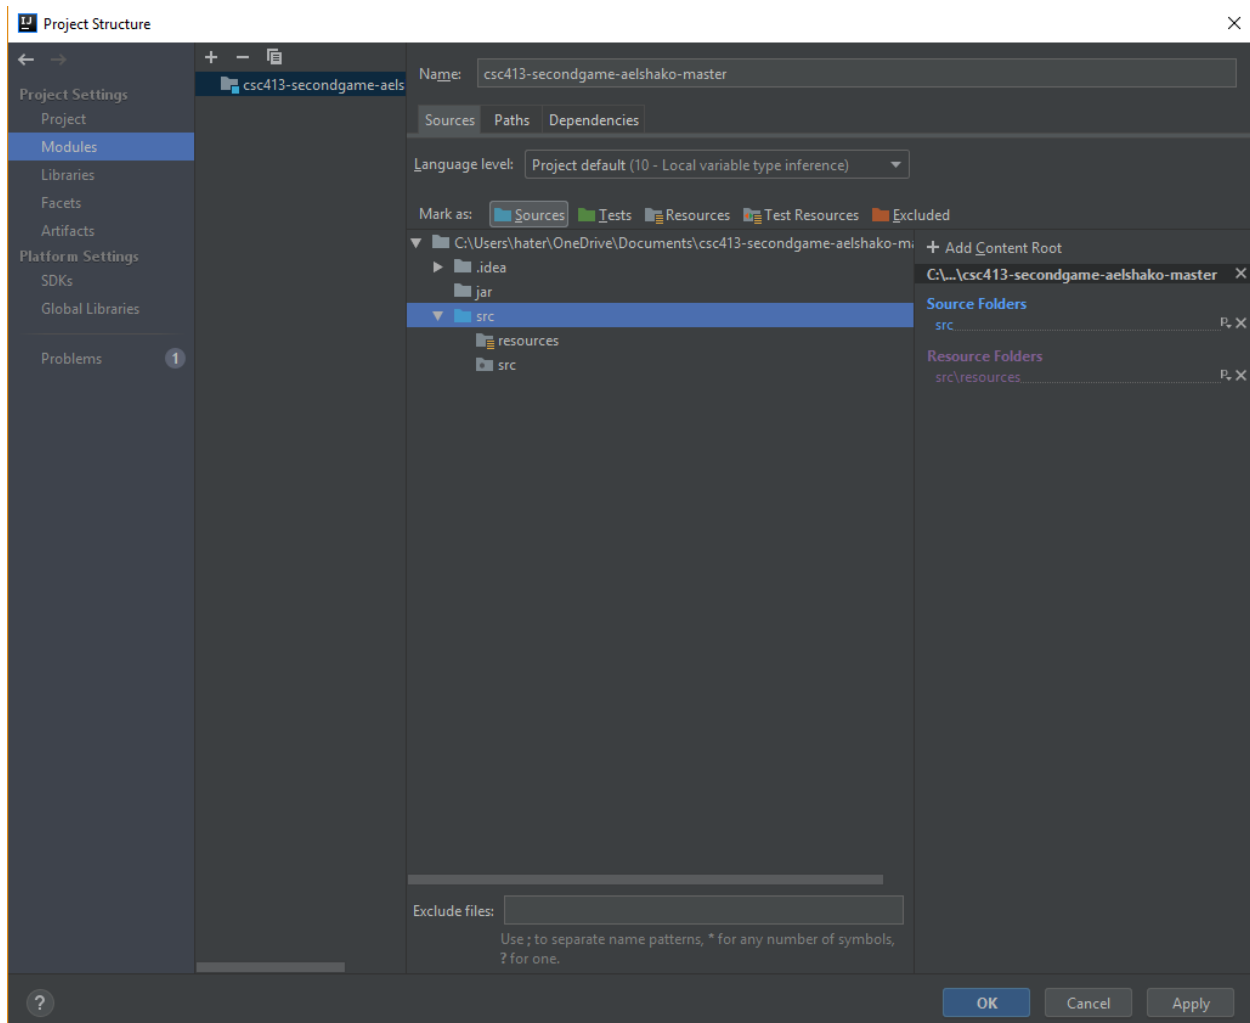 IJ Project Structure
Project Settings
Project
Modules
Libraries
Facets
Artifacts
Platform Settings
SDKs
Global Libraries
Problems 1
csc413-secondgame-aels
Name: csc413-secondgame-aelshako-master
Sources Paths Dependencies
Language level: Project default (10 - Local variable type inference)
Mark as: Sources Tests Resources Test Resources Excluded
C:\Users\hater\OneDrive\Documents\csc413-secondgame-aelshako-ma
.idea
jar
src
resources
src
+ Add Content Root
C:\...\csc413-secondgame-aelshako-master
Source Folders
src
Resource Folders
src\resources
Exclude files:
Use ; to separate name patterns, * for any number of symbols,
? for one.
?
OK Cancel Apply